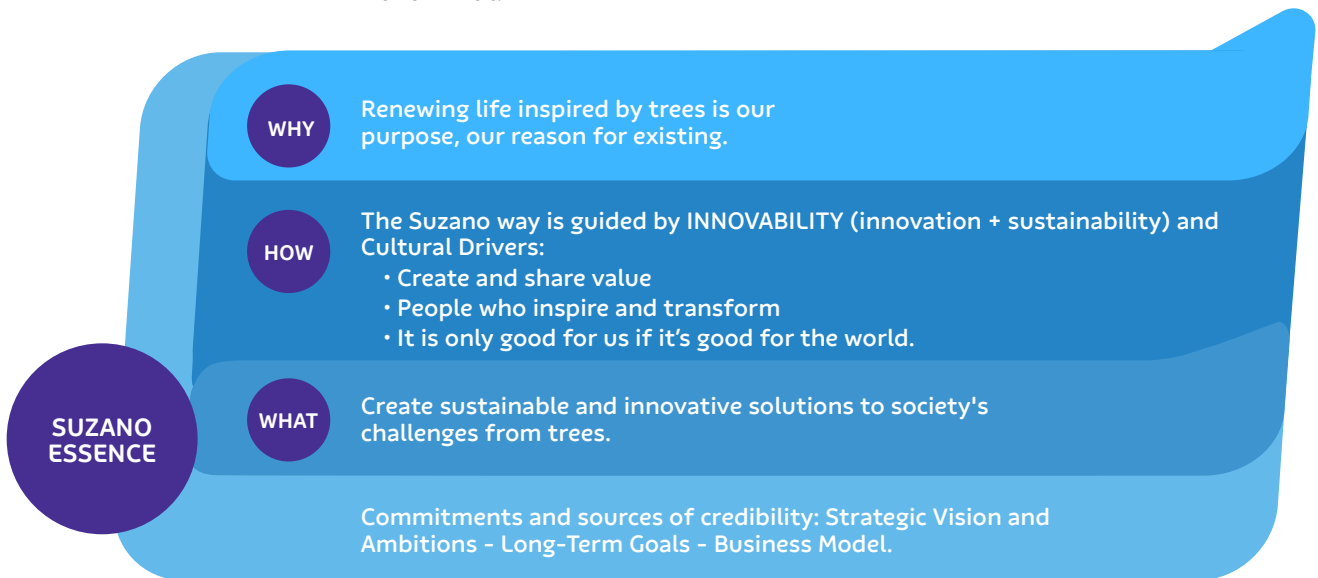 WHY
Renewing life inspired by trees is our
purpose, our reason for existing.
HOW
The Suzano way is guided by INNOVABILITY (innovation + sustainability) and
Cultural Drivers:
• Create and share value
• People who inspire and transform
• It is only good for us if it’s good for the world.
SUZANO
ESSENCE
WHAT
Create sustainable and innovative solutions to society's
challenges from trees.
Commitments and sources of credibility: Strategic Vision and
Ambitions - Long-Term Goals - Business Model.